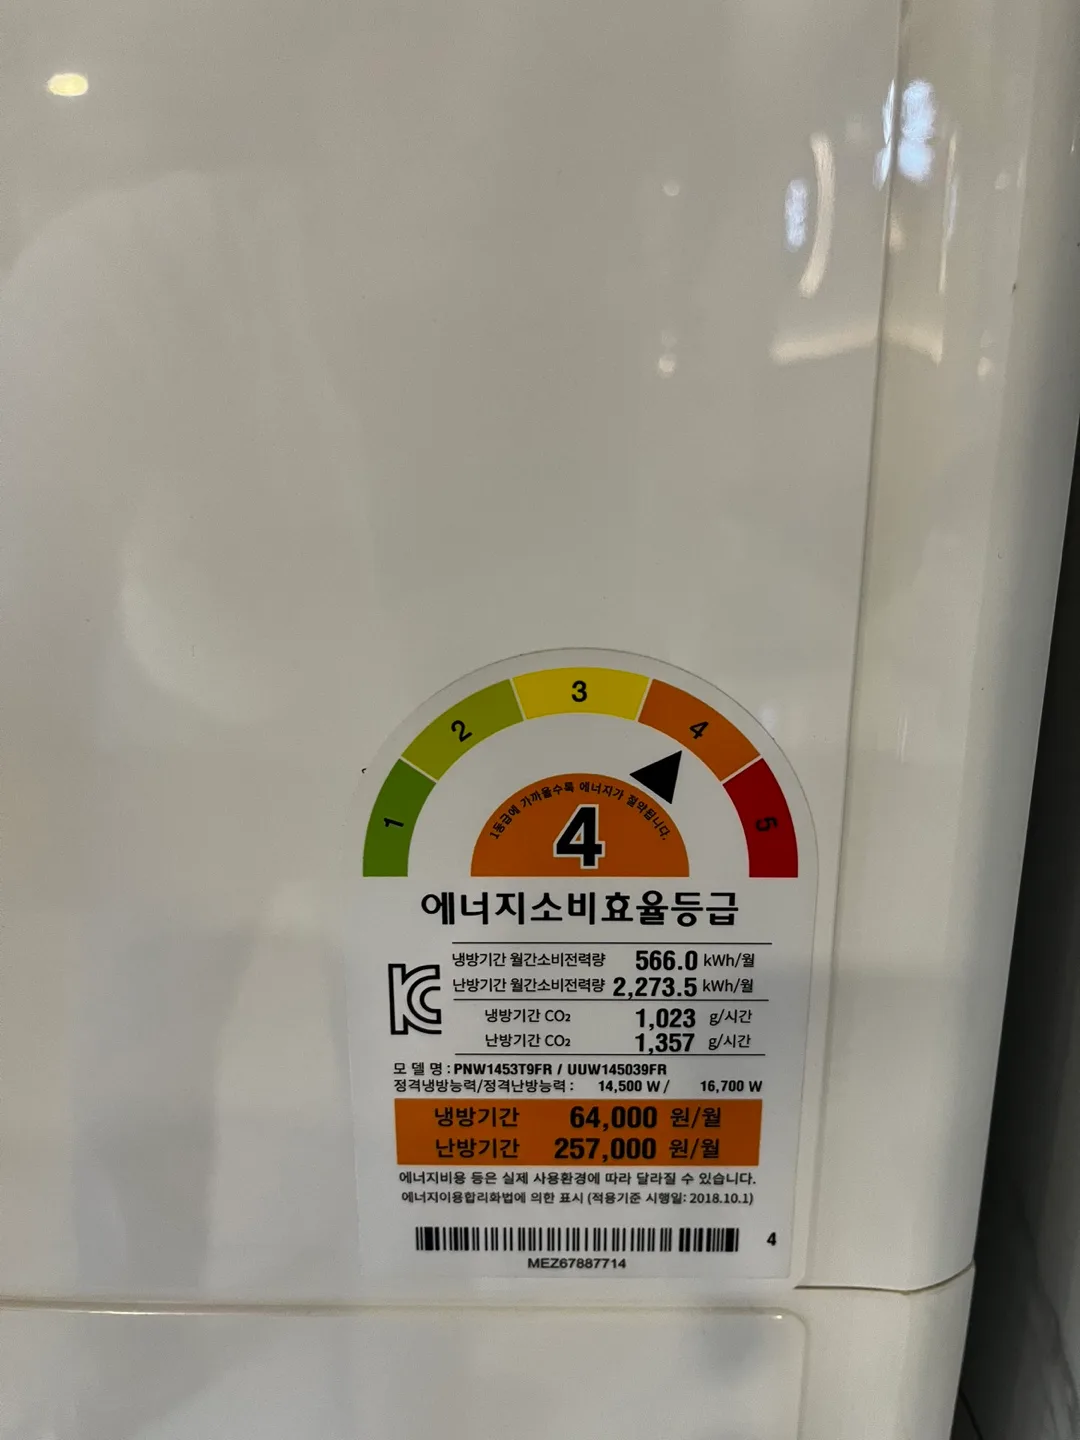 1
2
3
4
5
1등급에 가까울수록 에너지가 절약됩니다.
4
에너지소비효율등급
냉방기간 월간소비전력량 566.0 kWh/월
난방기간 월간소비전력량 2,273.5 kWh/월
냉방기간 CO₂ 1,023 g/시간
난방기간 CO₂ 1,357 g/시간
모 델 명 : PNW1453T9FR / UUW145039FR
정격냉방능력/정격난방능력 : 14,500 W / 16,700 W
냉방기간 64,000 원/월
난방기간 257,000 원/월
에너지비용 등은 실제 사용환경에 따라 달라질 수 있습니다.
에너지이용합리화법에 의한 표시 (적용기준 시행일: 2018.10.1)
4
MEZ67887714